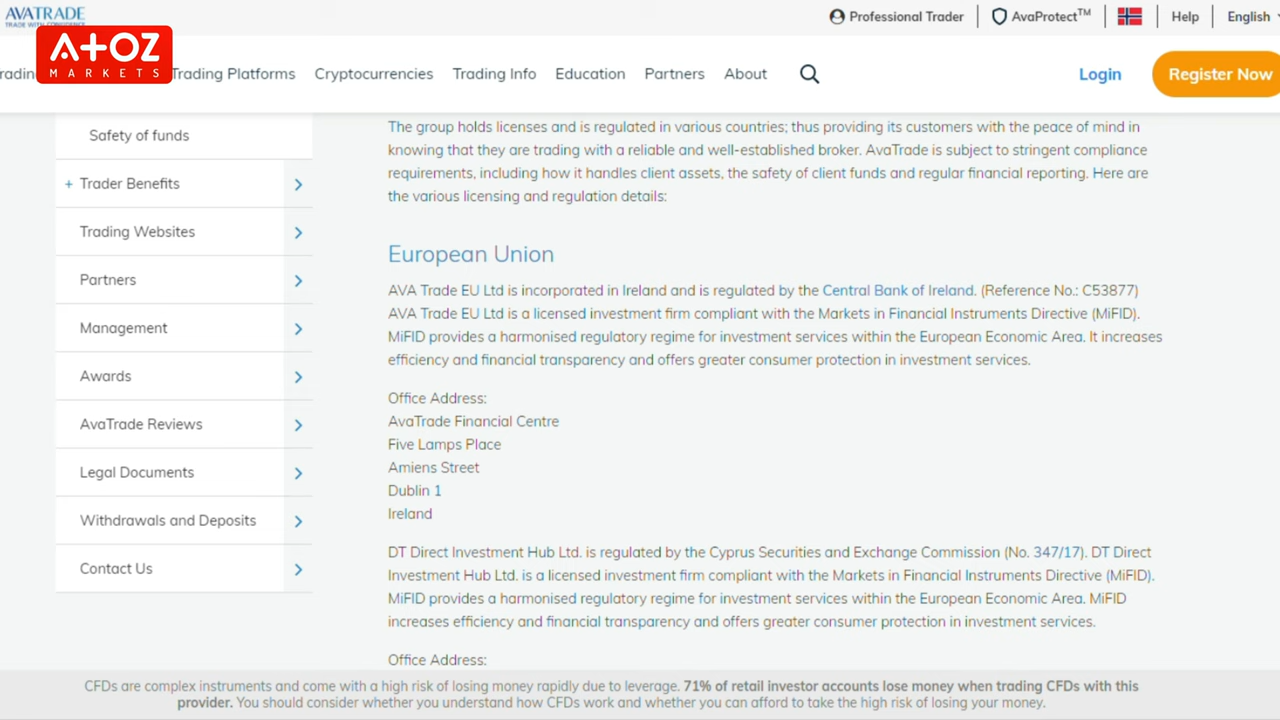 AVATRADE
TRADE WITH CONFIDENCE
Professional Trader
AvaProtect™
Help
English
A+OZ
MARKETS
Trading Platforms
Cryptocurrencies
Trading Info
Education
Partners
About
Login
Register Now
Safety of funds
+ Trader Benefits
Trading Websites
Partners
Management
Awards
AvaTrade Reviews
Legal Documents
Withdrawals and Deposits
Contact Us
The group holds licenses and is regulated in various countries; thus providing its customers with the peace of mind in
knowing that they are trading with a reliable and well-established broker. AvaTrade is subject to stringent compliance
requirements, including how it handles client assets, the safety of client funds and regular financial reporting. Here are
the various licensing and regulation details:
European Union
AVA Trade EU Ltd is incorporated in Ireland and is regulated by the Central Bank of Ireland. (Reference No.: C53877)
AVA Trade EU Ltd is a licensed investment firm compliant with the Markets in Financial Instruments Directive (MiFID).
MiFID provides a harmonised regulatory regime for investment services within the European Economic Area. It increases
efficiency and financial transparency and offers greater consumer protection in investment services.
Office Address:
AvaTrade Financial Centre
Five Lamps Place
Amiens Street
Dublin 1
Ireland
DT Direct Investment Hub Ltd. is regulated by the Cyprus Securities and Exchange Commission (No. 347/17). DT Direct
Investment Hub Ltd. is a licensed investment firm compliant with the Markets in Financial Instruments Directive (MiFID).
MiFID provides a harmonised regulatory regime for investment services within the European Economic Area. MiFID
increases efficiency and financial transparency and offers greater consumer protection in investment services.
Office Address:
CFDs are complex instruments and come with a high risk of losing money rapidly due to leverage. 71% of retail investor accounts lose money when trading CFDs with this
provider. You should consider whether you understand how CFDs work and whether you can afford to take the high risk of losing your money.